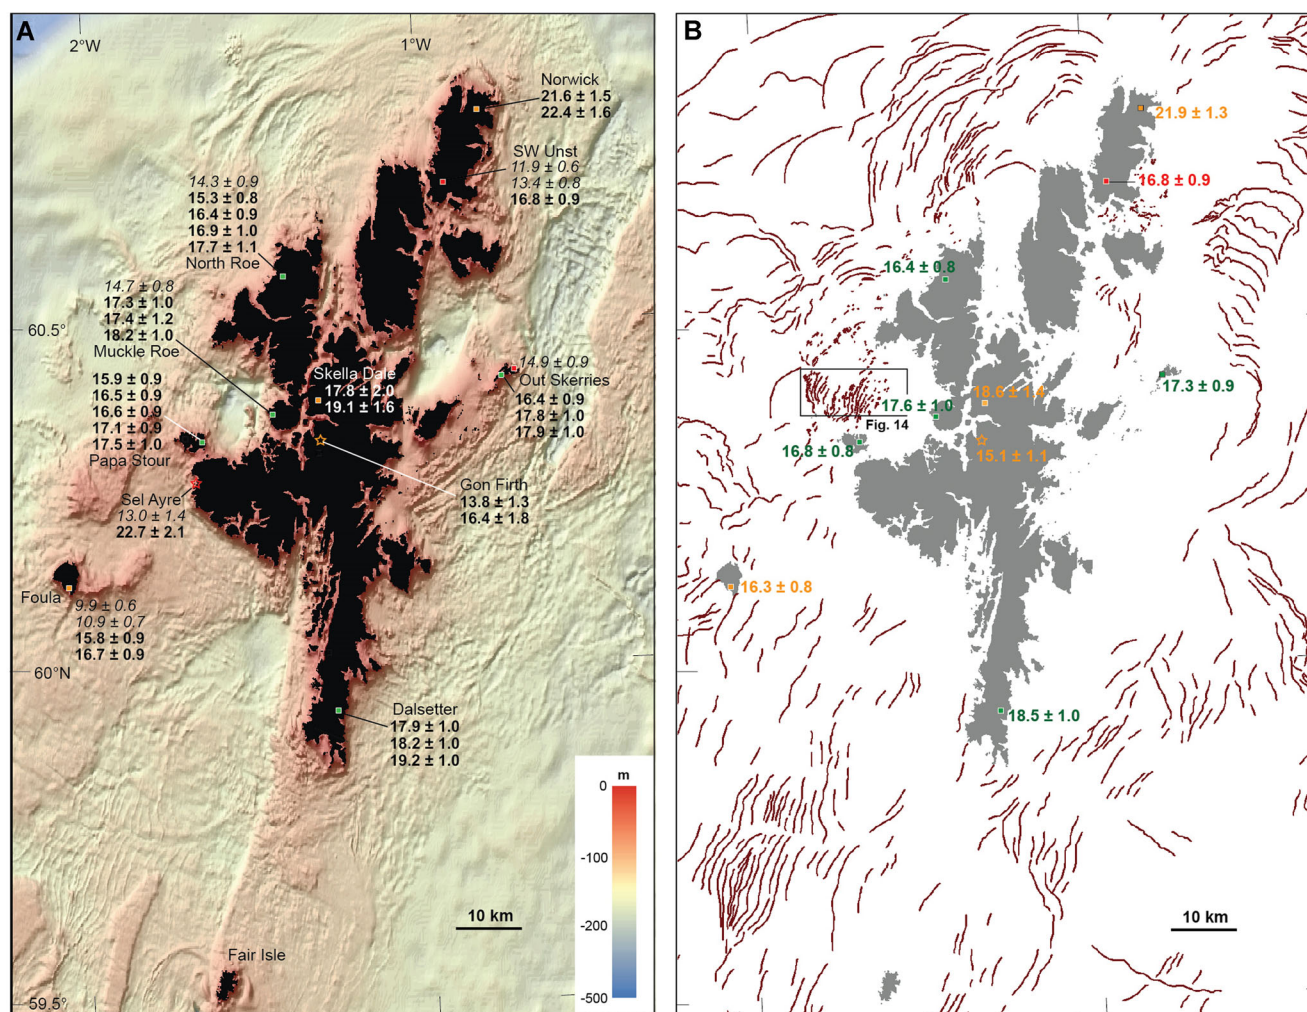 A
2°W
1°W
Norwick
21.6 ± 1.5
22.4 ± 1.6
SW Unst
11.9 ± 0.6
13.4 ± 0.8
16.8 ± 0.9
14.3 ± 0.9
15.3 ± 0.8
16.4 ± 0.9
16.9 ± 1.0
17.7 ± 1.1
North Roe
14.7 ± 0.8
17.3 ± 1.0
17.4 ± 1.2
18.2 ± 1.0
Muckle Roe
60.5°
Skella Dale
17.8 ± 2.0
19.1 ± 1.6
14.9 ± 0.9
Out Skerries
16.4 ± 0.9
17.8 ± 1.0
17.9 ± 1.0
15.9 ± 0.9
16.5 ± 0.9
16.6 ± 0.9
17.1 ± 0.9
17.5 ± 1.0
Papa Stour
Sel Ayre
13.0 ± 1.4
22.7 ± 2.1
Gon Firth
13.8 ± 1.3
16.4 ± 1.8
Foula
9.9 ± 0.6
10.9 ± 0.7
15.8 ± 0.9
16.7 ± 0.9
60°N
Dalsetter
17.9 ± 1.0
18.2 ± 1.0
19.2 ± 1.0
m
0
-100
-200
-500
10 km
Fair Isle
59.5°
B
21.9 ± 1.3
16.8 ± 0.9
16.4 ± 0.8
17.3 ± 0.9
18.6 ± 1.4
17.6 ± 1.0
Fig. 14
16.8 ± 0.8
15.1 ± 1.1
16.3 ± 0.8
18.5 ± 1.0
10 km